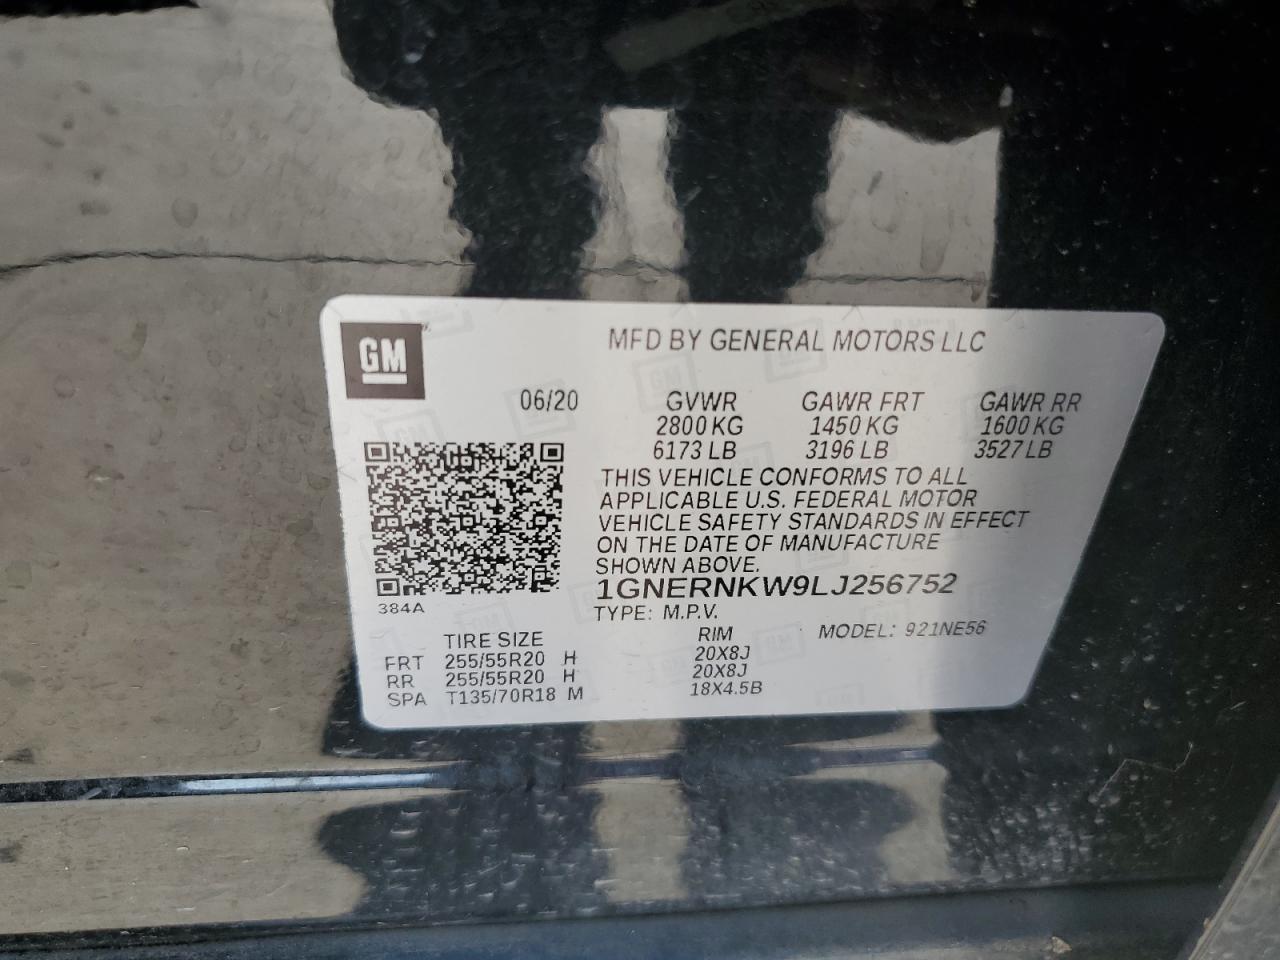 GM
MFD BY GENERAL MOTORS LLC
06/20
GVWR GAWR FRT GAWR RR
2800 KG 1450 KG 1600 KG
6173 LB 3196 LB 3527 LB
THIS VEHICLE CONFORMS TO ALL
APPLICABLE U.S. FEDERAL MOTOR
VEHICLE SAFETY STANDARDS IN EFFECT
ON THE DATE OF MANUFACTURE
SHOWN ABOVE.
1GNERNKW9LJ256752
384A
TYPE: M.P.V.
MODEL: 921NE56
TIRE SIZE RIM
FRT 255/55R20 H 20X8J
RR 255/55R20 H 20X8J
SPA T135/70R18 M 18X4.5B